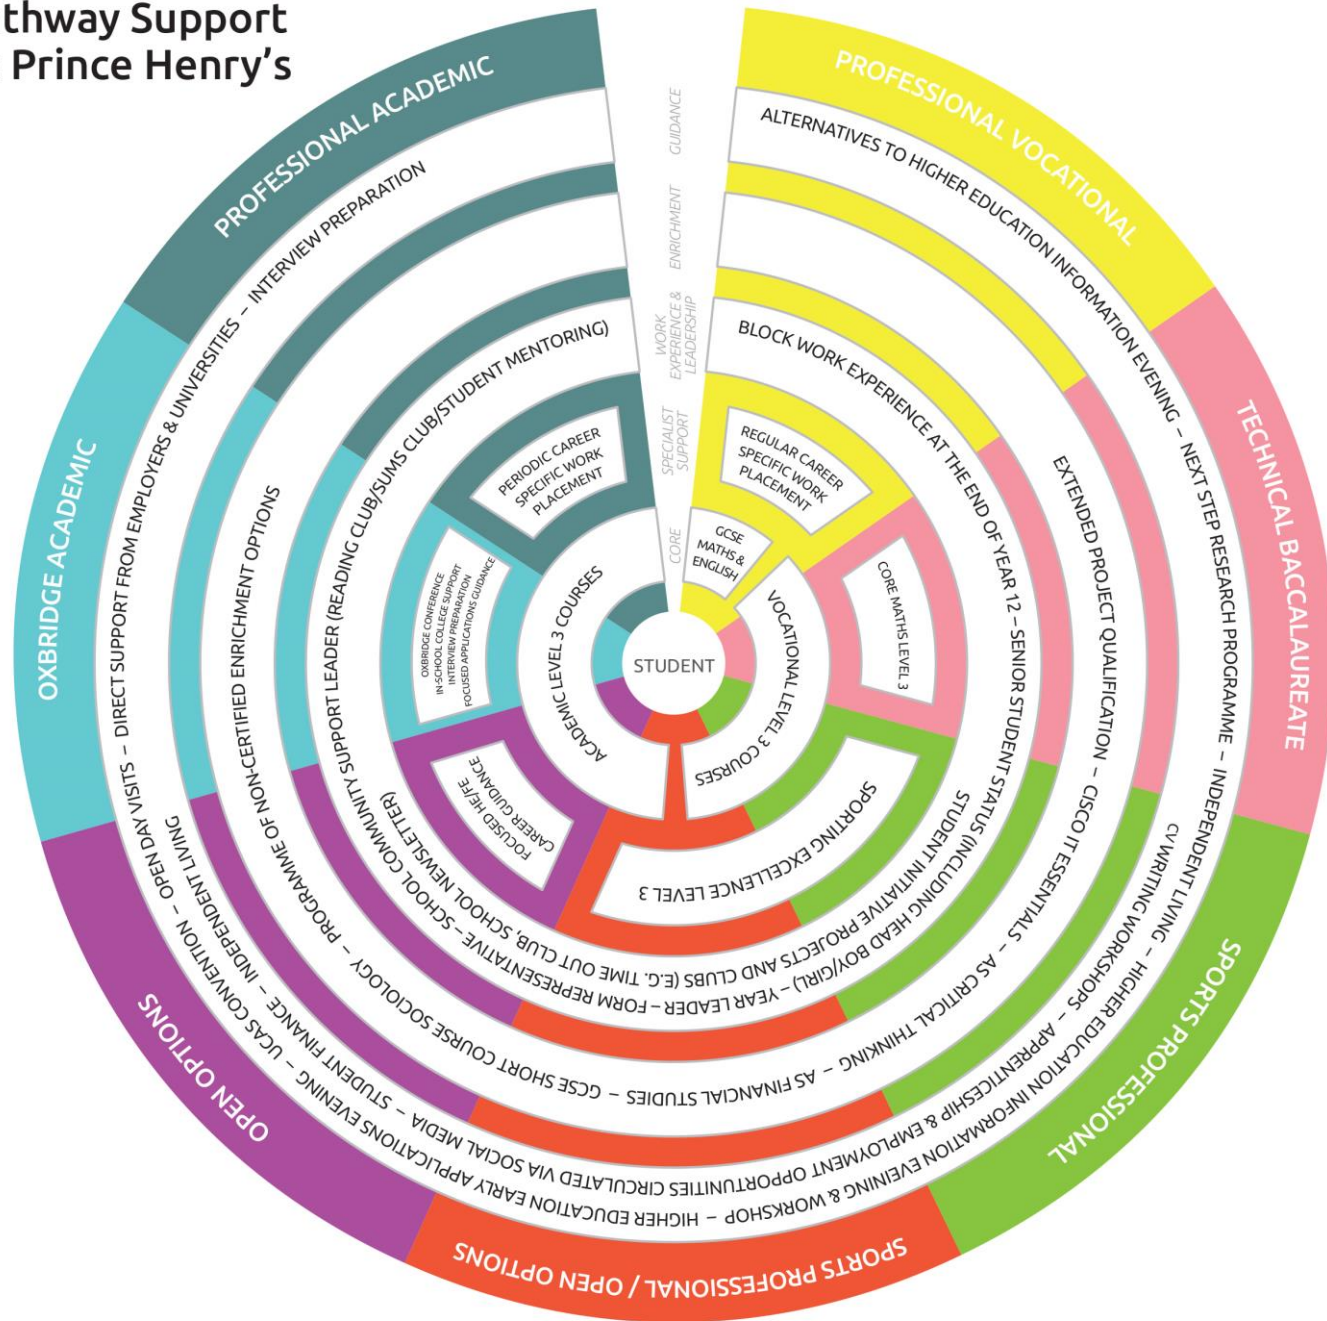 thway Support
Prince Henry's
PROFESSIONAL ACADEMIC
PROFESSIONAL VOCATIONAL
TECHNICAL BACCALAUREATE
SPORTS PROFESSIONAL
SPORTS PROFESSIONAL / OPEN OPTIONS
OPEN OPTIONS
OXBRIDGE ACADEMIC
GUIDANCE
ALTERNATIVES TO HIGHER EDUCATION INFORMATION EVENING – NEXT STEP RESEARCH PROGRAMME – INDEPENDENT LIVING – HIGHER EDUCATION INFORMATION EVENING & WORKSHOP – HIGHER EDUCATION EARLY APPLICATIONS EVENING – UCAS CONVENTION – OPEN DAY VISITS – DIRECT SUPPORT FROM EMPLOYERS & UNIVERSITIES – INTERVIEW PREPARATION
CV WRITING WORKSHOPS – APPRENTICESHIP & EMPLOYMENT OPPORTUNITIES CIRCULATED VIA SOCIAL MEDIA – STUDENT FINANCE – INDEPENDENT LIVING
ENRICHMENT
EXTENDED PROJECT QUALIFICATION – CISCO IT ESSENTIALS – AS CRITICAL THINKING – AS FINANCIAL STUDIES – GCSE SHORT COURSE SOCIOLOGY – PROGRAMME OF NON-CERTIFIED ENRICHMENT OPTIONS
WORK
EXPERIENCE &
LEADERSHIP
BLOCK WORK EXPERIENCE AT THE END OF YEAR 12 – SENIOR STUDENT STATUS (INCLUDING HEAD BOY/GIRL) – YEAR LEADER – FORM REPRESENTATIVE – SCHOOL COMMUNITY SUPPORT LEADER (READING CLUB/SUMS CLUB/STUDENT MENTORING)
STUDENT INITIATIVE PROJECTS AND CLUBS (E.G. TIME OUT CLUB, SCHOOL NEWSLETTER)
SPECIALIST
SUPPORT
PERIODIC CAREER
SPECIFIC WORK
PLACEMENT
REGULAR CAREER
SPECIFIC WORK
PLACEMENT
CORE MATHS LEVEL 3
SPORTING EXCELLENCE LEVEL 3
FOCUSED HE/FE
CAREER GUIDANCE
OXBRIDGE CONFERENCE
IN-SCHOOL COLLEGE SUPPORT
INTERVIEW PREPARATION
FOCUSED APPLICATIONS GUIDANCE
CORE
GCSE
MATHS &
ENGLISH
VOCATIONAL LEVEL 3 COURSES
ACADEMIC LEVEL 3 COURSES
STUDENT